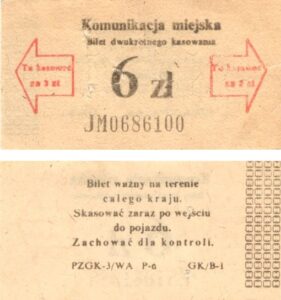 Komunikacja miejska
Bilet dwukrotnego kasowania
Tu kasować
za 3 zł
6 zł
Tu kasować
za 3 zł
JM0686100
Bilet ważny na terenie
całego kraju.
Skasować zaraz po wejściu
do pojazdu.
Zachować dla kontroli.
PZGK-3/WA P-6 GK/B-1